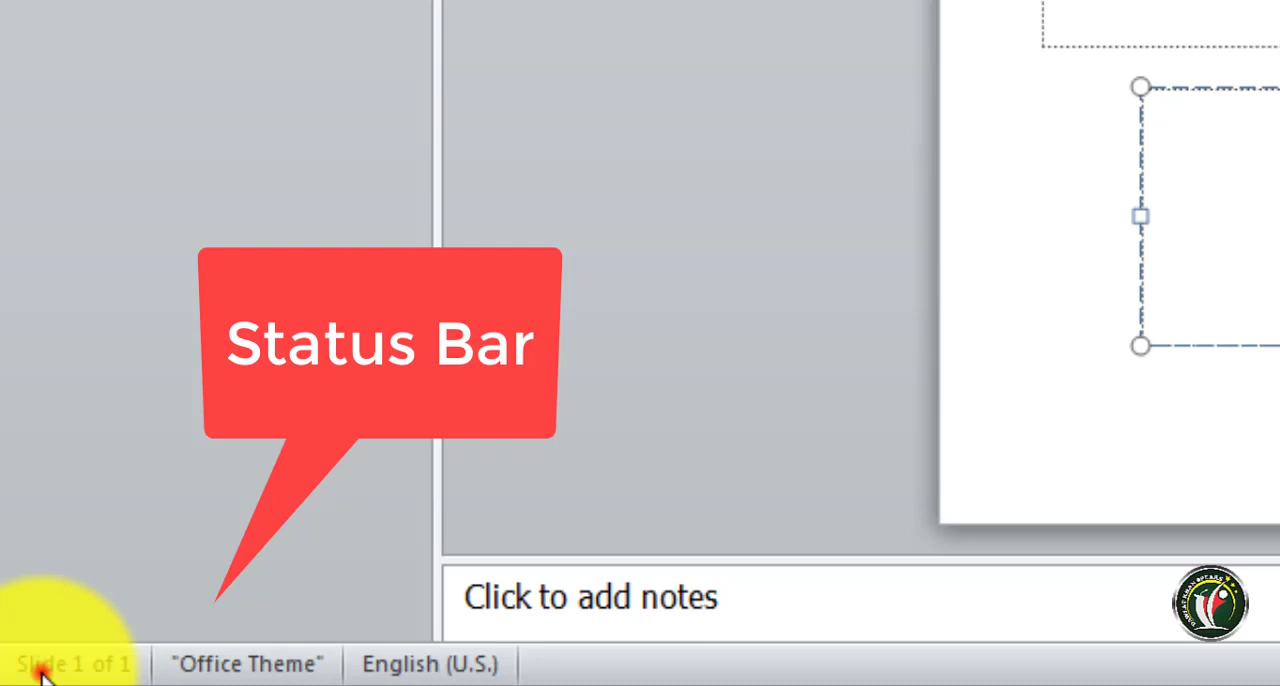 Status Bar
Click to add notes
Slide 1 of 1
"Office Theme"
English (U.S.)